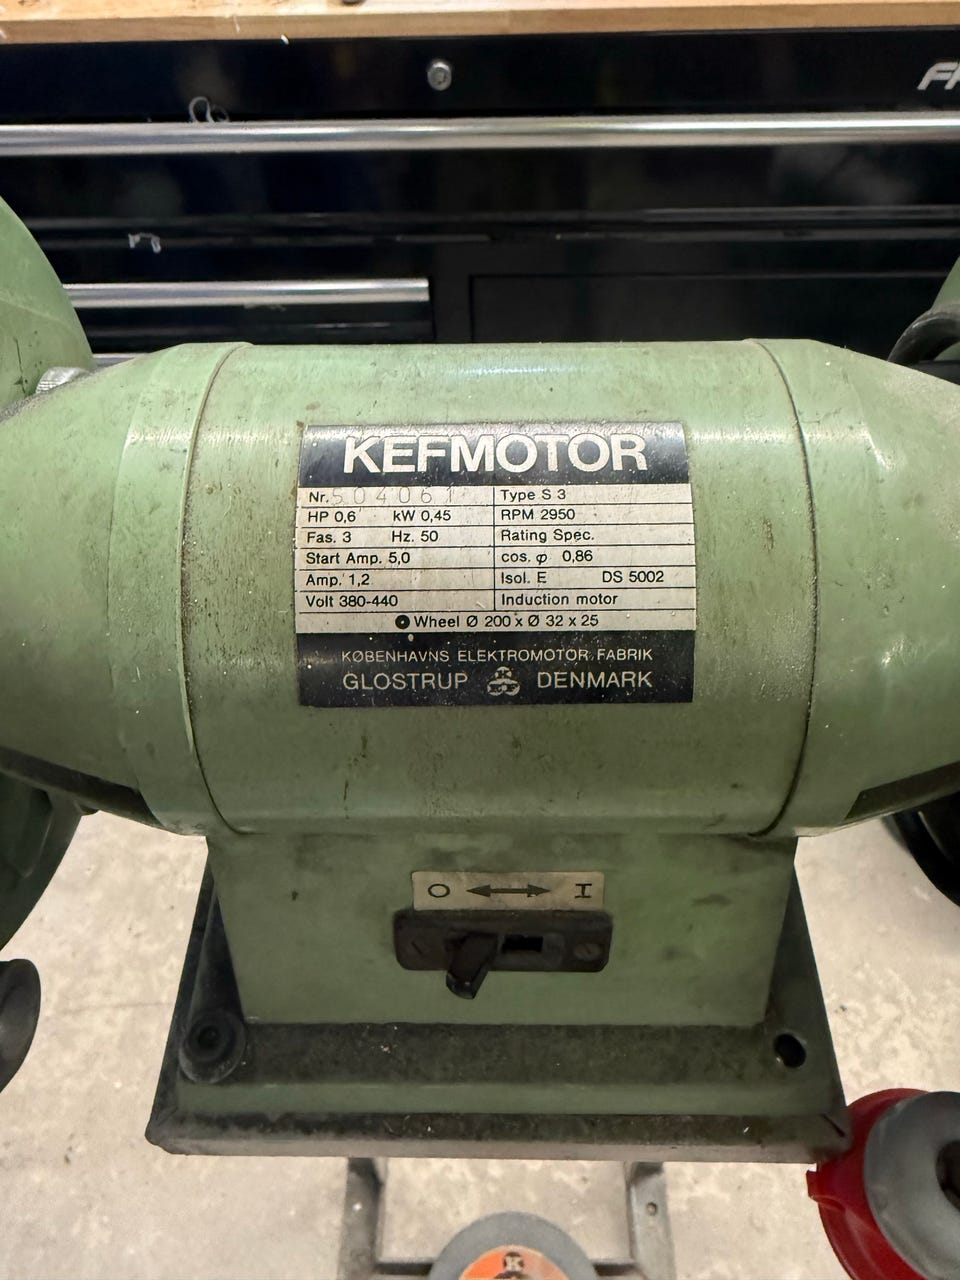 KEFMOTOR
Nr. 504061 Type S 3
HP 0,6 kW 0,45 RPM 2950
Fas. 3 Hz. 50 Rating Spec.
Start Amp. 5,0 cos. φ 0,86
Amp. 1,2 Isol. E DS 5002
Volt 380-440 Induction motor
Wheel Ø 200 x Ø 32 x 25
KØBENHAVNS ELEKTROMOTOR FABRIK
GLOSTRUP DENMARK
O I
K